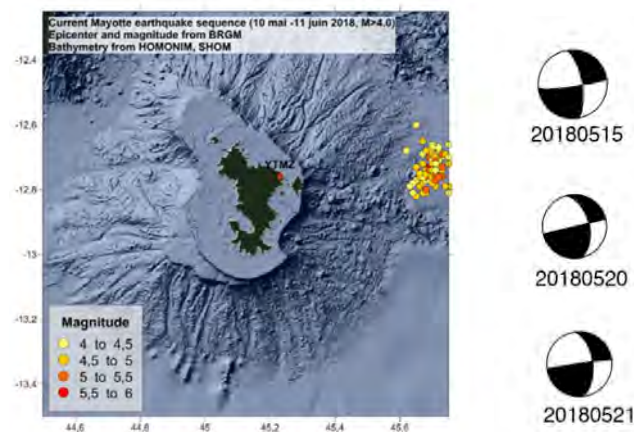 Current Mayotte earthquake sequence (10 mai -11 juin 2018, M>4.0)
Epicenter and magnitude from BRGM
Bathymetry from HOMONIM, SHOM
-12,4
-12,6
-12,8
-13
-13,2
-13,4
YTMZ
Magnitude
4 to 4,5
4,5 to 5
5 to 5,5
5,5 to 6
44,6
44,8
45
45,2
45,4
45,6
20180515
20180520
20180521